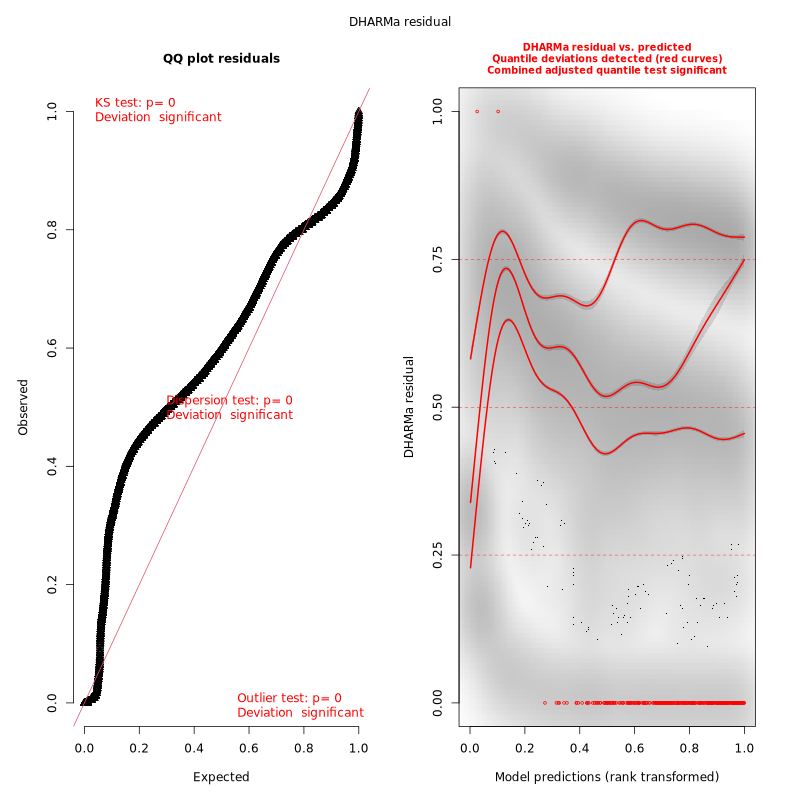 DHARMa residual
QQ plot residuals
KS test: p= 0
Deviation  significant
Dispersion test: p= 0
Deviation  significant
Outlier test: p= 0
Deviation  significant
Observed
0.0
0.2
0.4
0.6
0.8
1.0
0.0
0.2
0.4
0.6
0.8
1.0
Expected
DHARMa residual vs. predicted
Quantile deviations detected (red curves)
Combined adjusted quantile test significant
DHARMa residual
0.00
0.25
0.50
0.75
1.00
0.0
0.2
0.4
0.6
0.8
1.0
Model predictions (rank transformed)